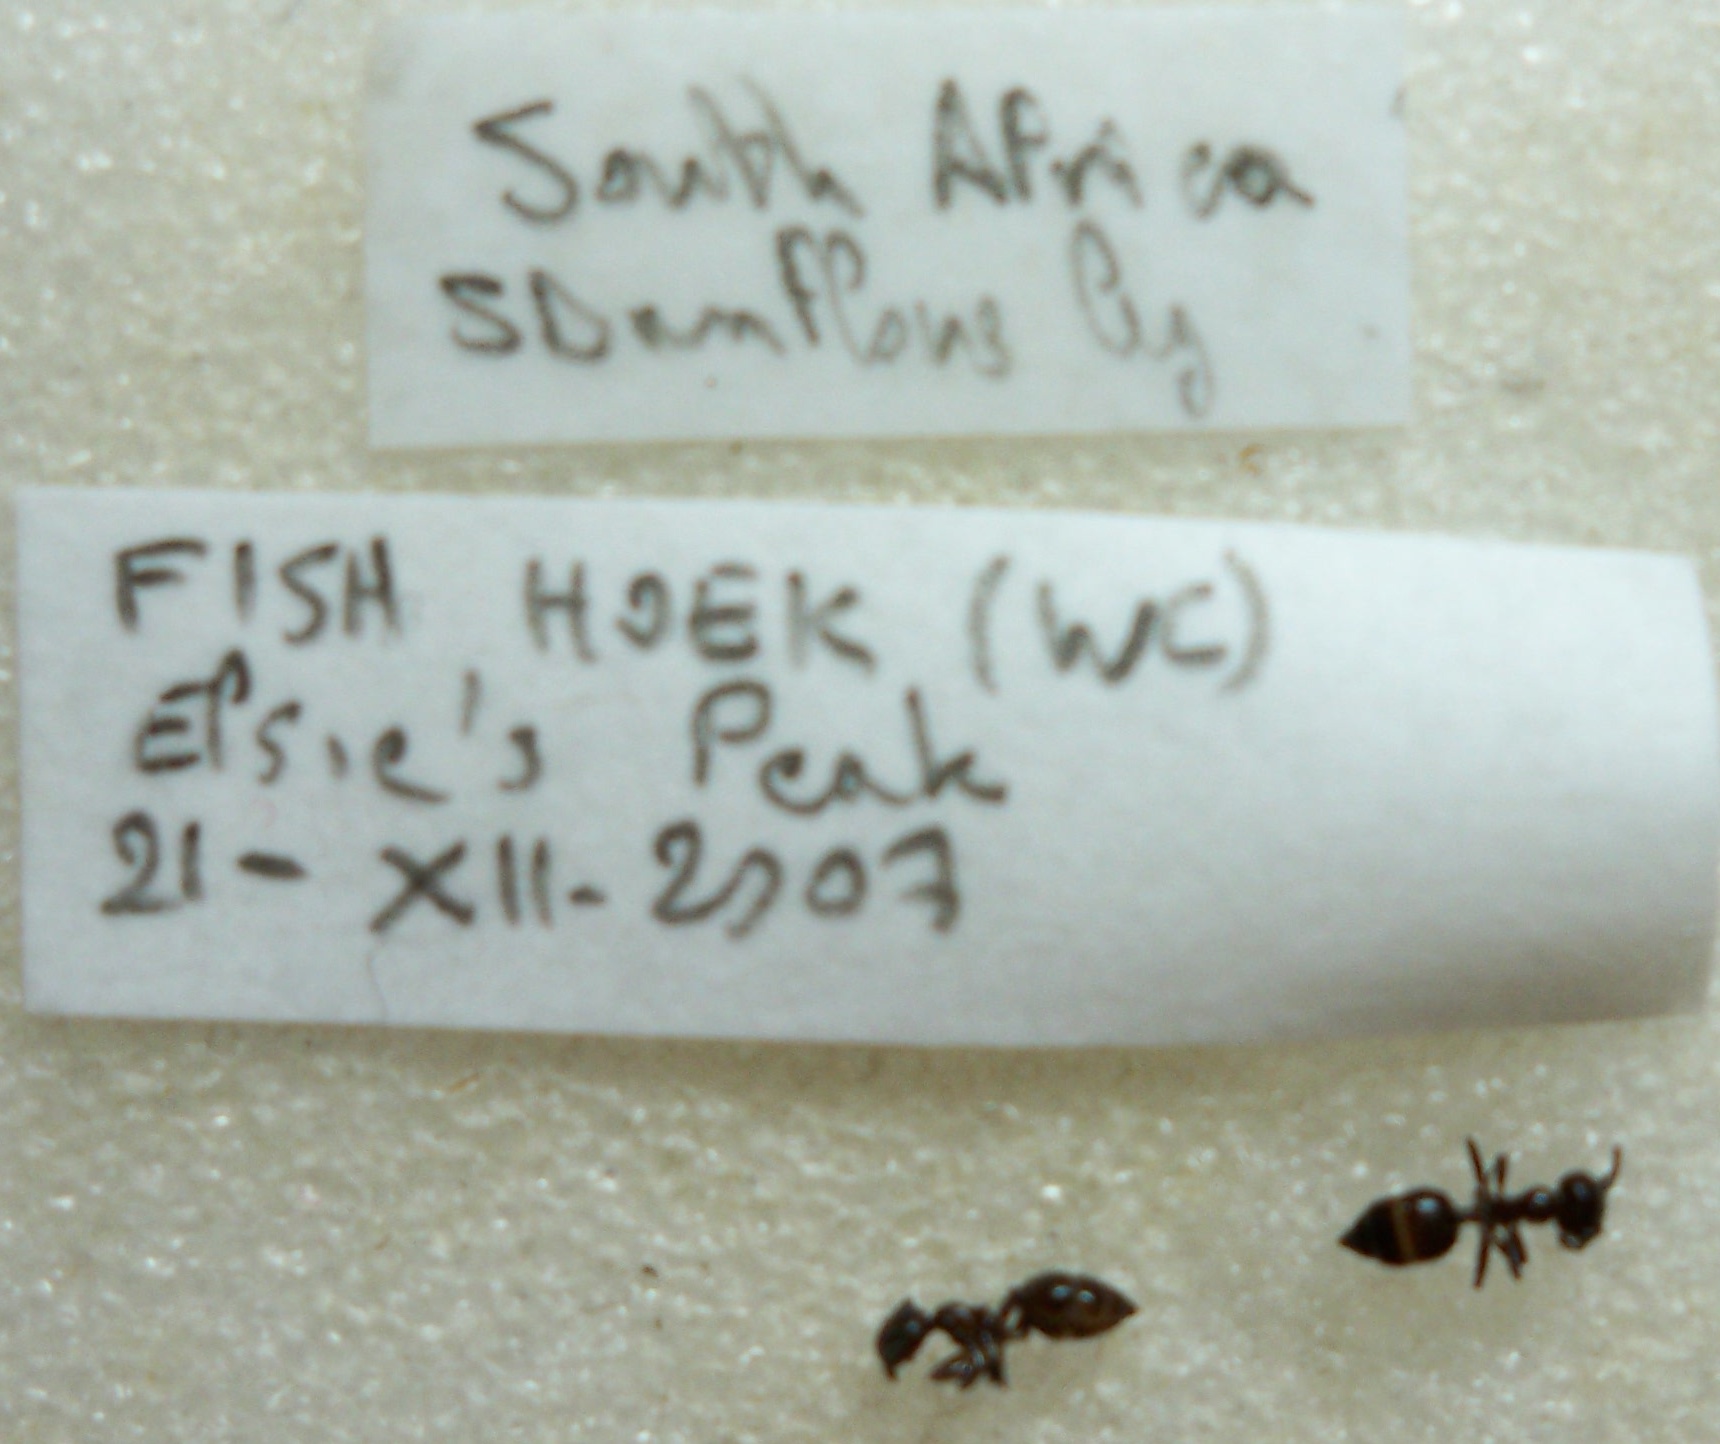 South Africa
FISH HOEK (WC)
Elsie's Peak
21-XII-2007